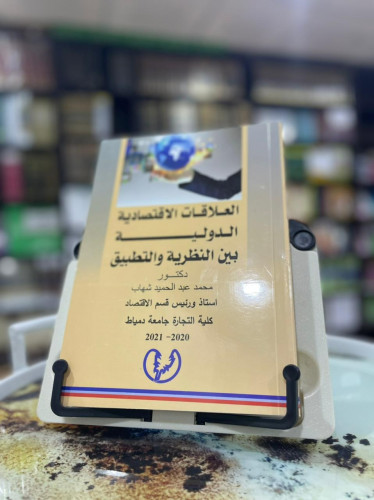 العلاقات الاقتصادية
الدولية
بين النظرية والتطبيق
دكتور
محمد عبد الحميد شهاب
استاذ ورئيس قسم الاقتصاد
كلية التجارة جامعة دمياط
2020- 2021